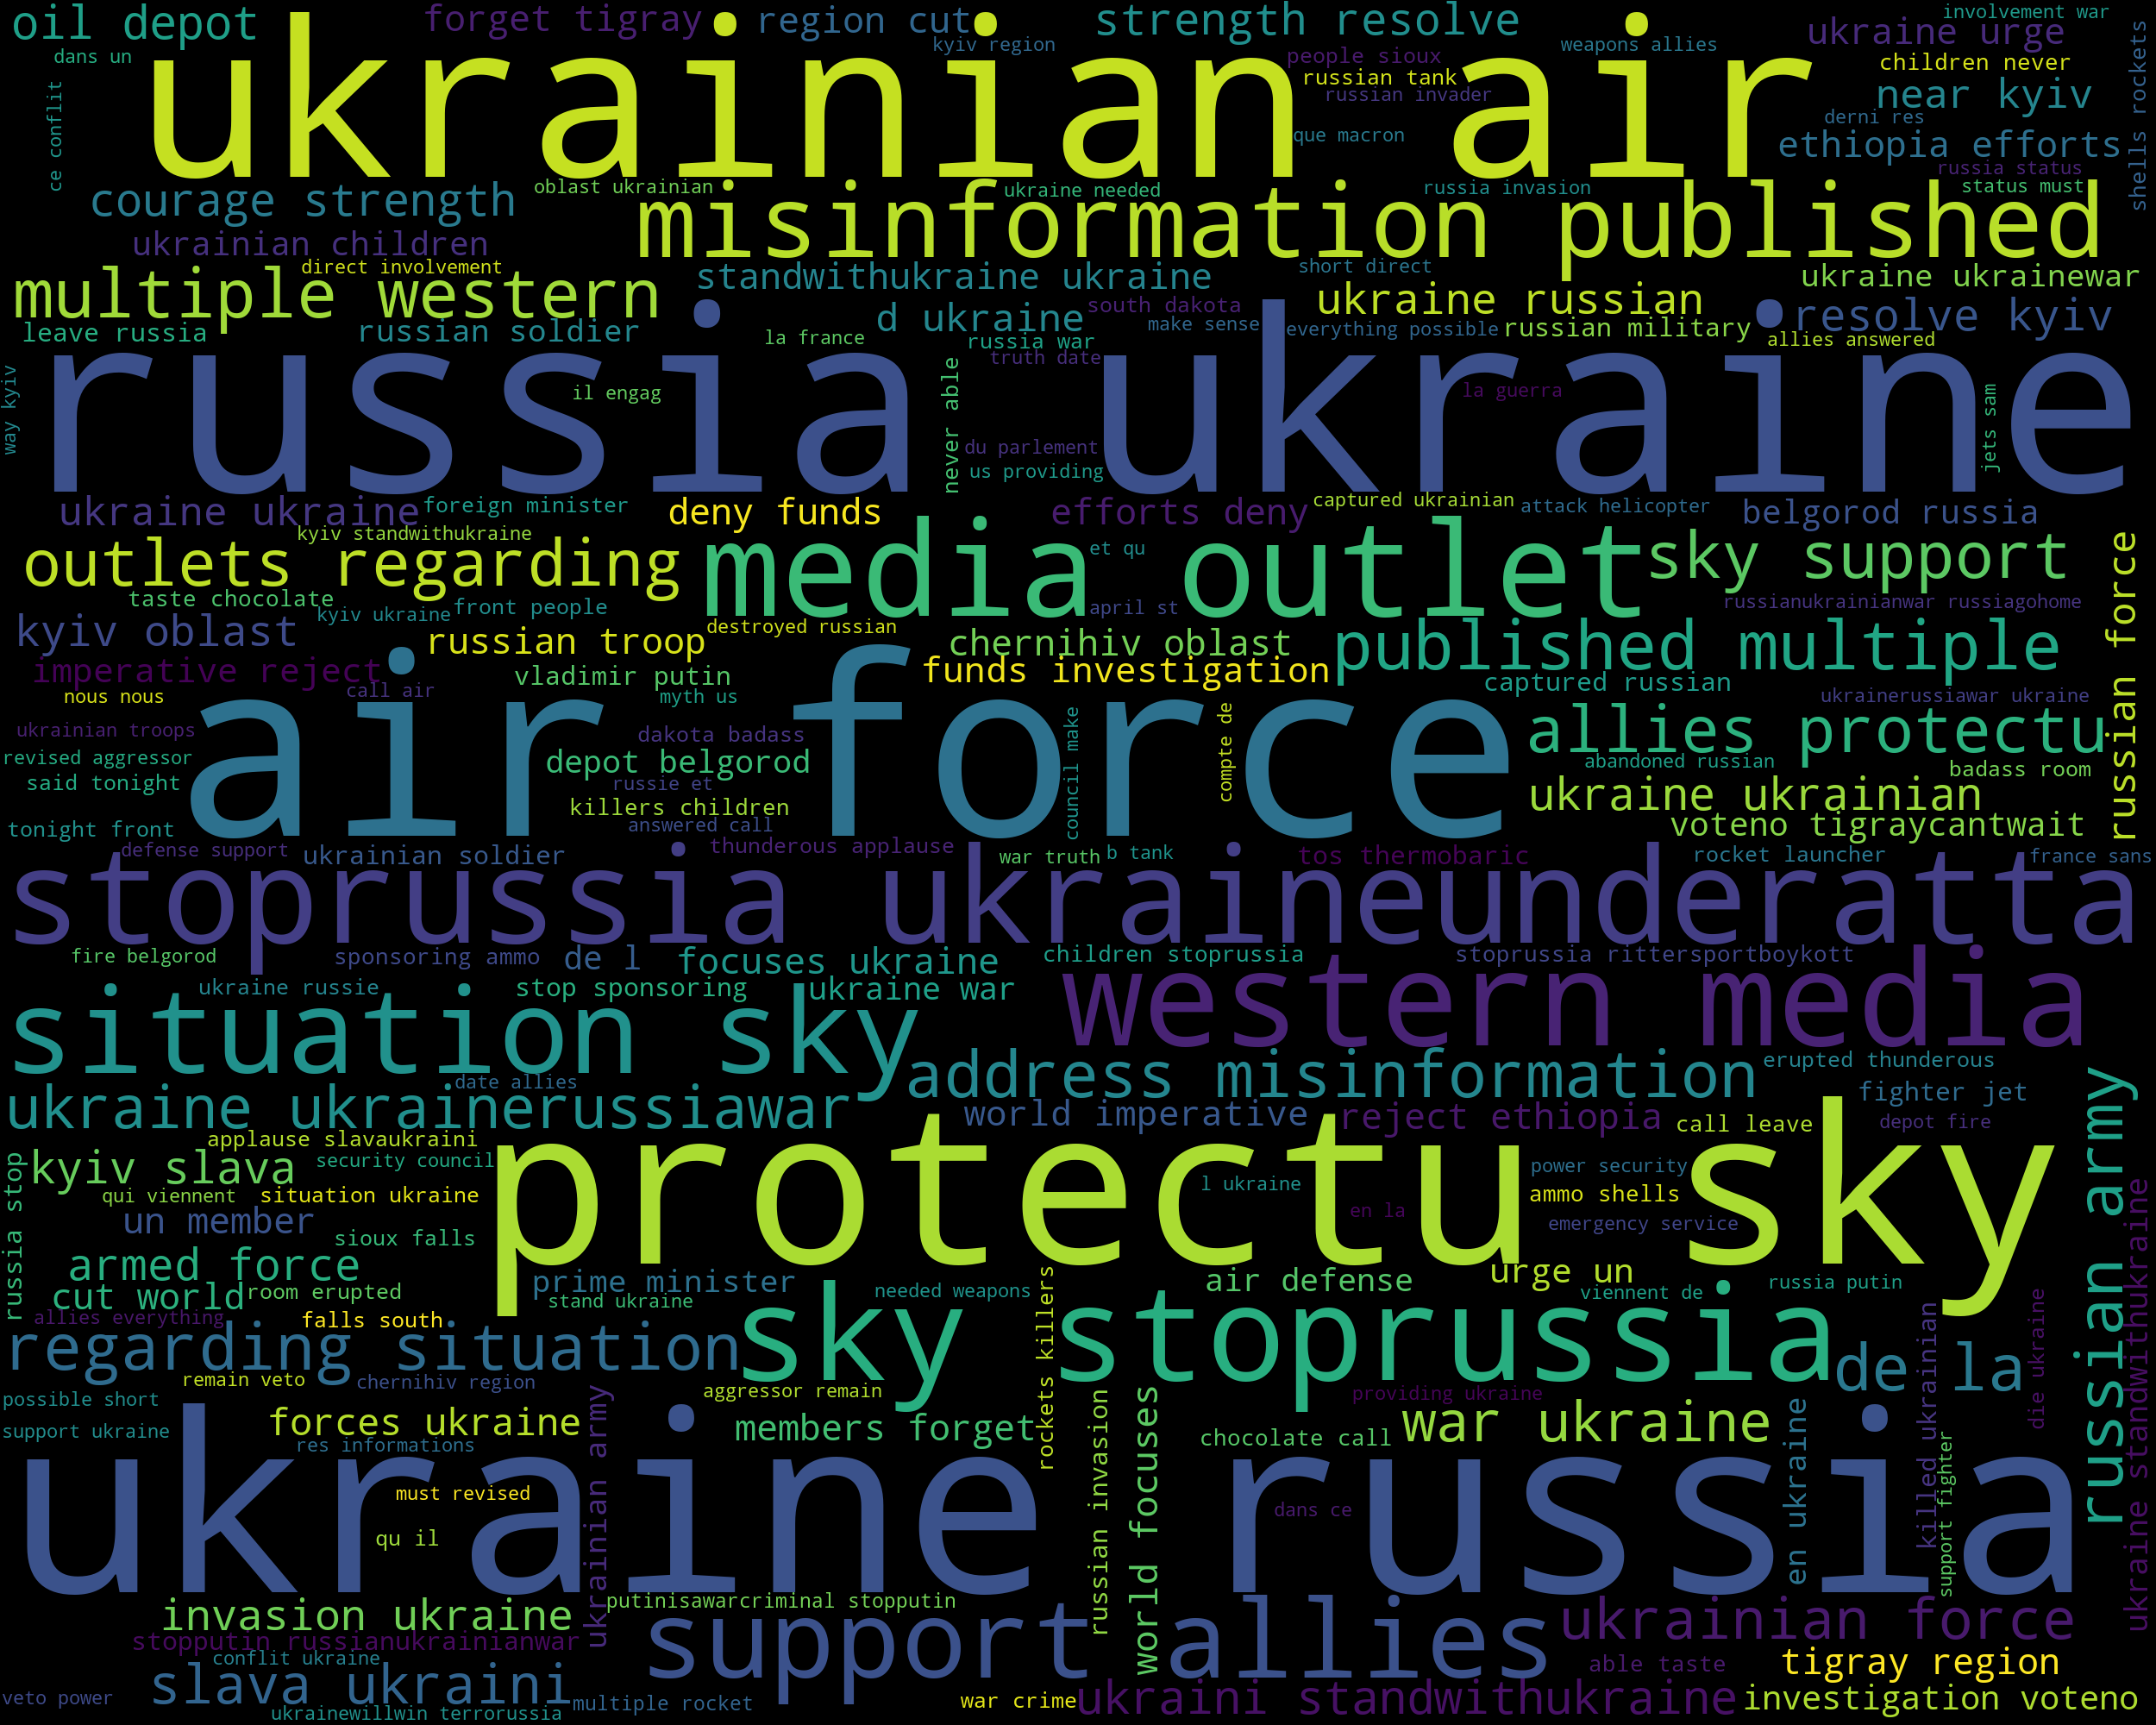 oil depot
forget tigray
region cut
strength resolve
involvement war
dans un
ukrainian air
kyiv region
people sioux
weapons allies
ukraine urge
russian tank
children never
russian invader
near kyiv
shells rockets
ce conflit
que macron
derni res
ethiopia efforts
russia status
courage strength
oblast ukrainian
ukraine needed
russia invasion
status must
misinformation published
ukrainian children
direct involvement
multiple western
standwithukraine ukraine
short direct
ukraine ukrainewar
ukraine russian
south dakota
d ukraine
resolve kyiv
leave russia
russian soldier
la france
make sense
everything possible
russian military
allies answered
russia war
truth date
russia ukraine
way kyiv
il engag
never able
la guerra
jets sam
du parlement
us providing
ukraine ukraine
foreign minister
deny funds
efforts deny
captured ukrainian
attack helicopter
belgorod russia
kyiv standwithukraine
outlets regarding
media outlet
et qu
sky support
russian force
taste chocolate
kyiv ukraine
front people
april st
russianukrainianwar russiagohome
kyiv oblast
russian troop
destroyed russian
chernihiv oblast
published multiple
imperative reject
funds investigation
vladimir putin
captured russian
nous nous
call air
myth us
ukrainerussiawar ukraine
air force
ukrainian troops
dakota badass
council make
compte de
allies protectu
revised aggressor
depot belgorod
abandoned russian
badass room
said tonight
russie et
killers children
ukraine ukrainian
tonight front
answered call
voteno tigraycantwait
defense support
ukrainian soldier
thunderous applause
war truth
b tank
tos thermobaric
rocket launcher
france sans
stoprussia ukraineunderatta
fire belgorod
sponsoring ammo
de l
focuses ukraine
children stoprussia
stoprussia rittersportboykott
western media
ukraine russie
stop sponsoring
ukraine war
situation sky
address misinformation
erupted thunderous
date allies
fighter jet
ukraine ukrainerussiawar
world imperative
reject ethiopia
call leave
depot fire
russian army
applause slavaukraini
protectu sky
kyiv slava
security council
power security
russia stop
qui viennent
situation ukraine
l ukraine
ammo shells
ukraine standwithukraine
un member
en la
emergency service
sioux falls
armed force
prime minister
air defense
urge un
russia putin
cut world
room erupted
stand ukraine
needed weapons
viennent de
allies everything
falls south
rockets killers
killed ukrainian
die ukraine
regarding situation
sky stoprussia
de la
remain veto
chernihiv region
aggressor remain
providing ukraine
possible short
ukrainian army
russian invasion
world focuses
en ukraine
support ukraine
forces ukraine
members forget
chocolate call
war ukraine
support fighter
res informations
ukraine russia
must revised
dans ce
qu il
putinisawarcriminal stopputin
invasion ukraine
support allies
ukrainian force
stopputin russianukrainianwar
conflit ukraine
able taste
tigray region
slava ukraini
veto power
multiple rocket
war crime
ukraini standwithukraine
investigation voteno
ukrainewillwin terrorussia